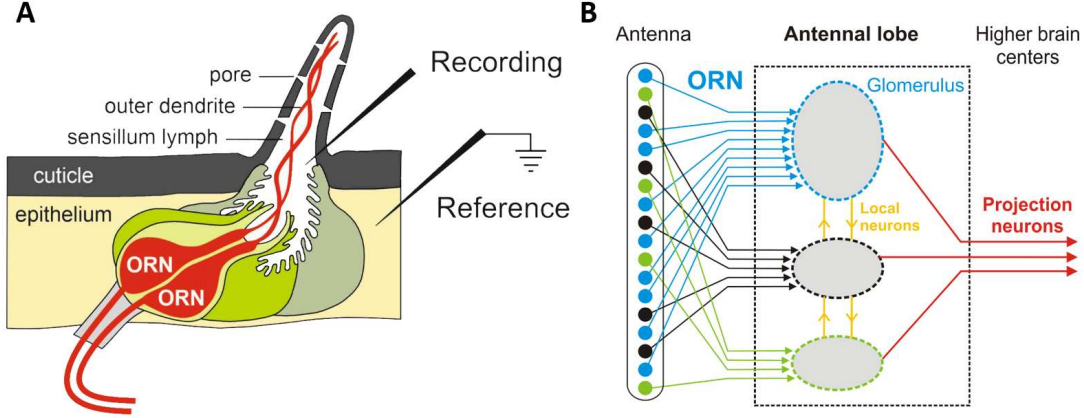 A
pore
outer dendrite
sensillum lymph
cuticle
epithelium
ORN
ORN
Recording
Reference
B
Antenna
Antennal lobe
Higher brain
centers
ORN
Glomerulus
Local
neurons
Projection
neurons